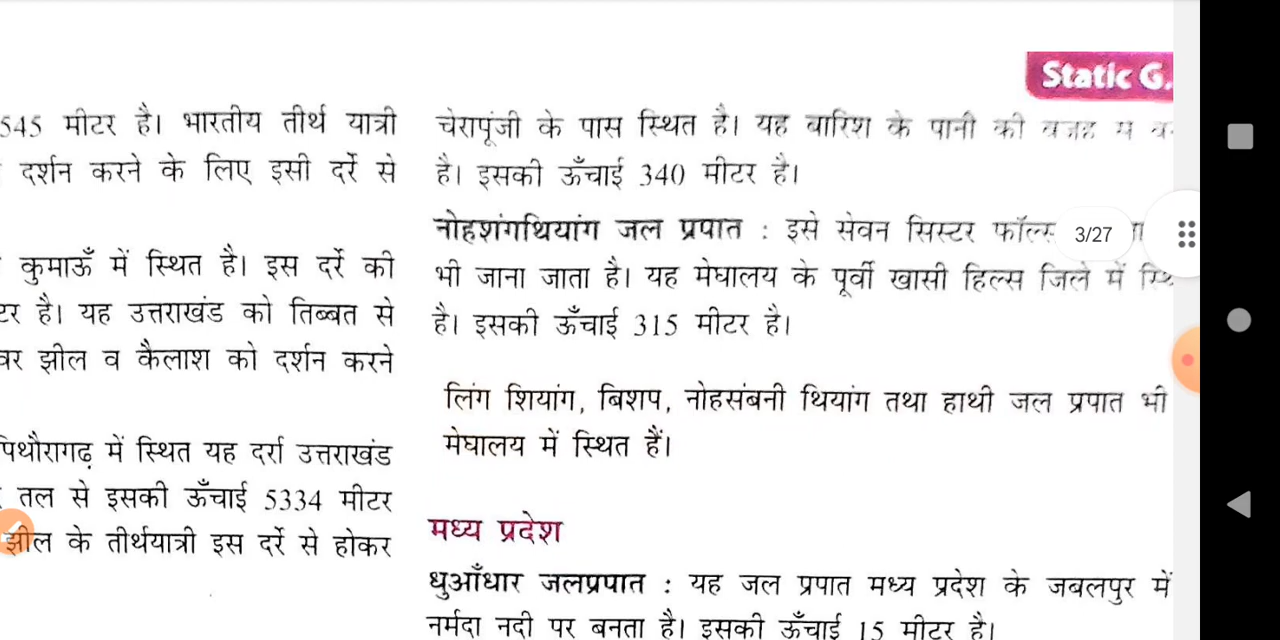 Static G.
545 मीटर है। भारतीय तीर्थ यात्री
दर्शन करने के लिए इसी दर्रे से
कुमाऊँ में स्थित है। इस दर्रे की
है। यह उत्तराखंड को तिब्बत से
झील व कैलाश को दर्शन करने
पिथौरागढ़ में स्थित यह दर्रा उत्तराखंड
तल से इसकी ऊँचाई 5334 मीटर
झील के तीर्थयात्री इस दर्रे से होकर
चेरापूंजी के पास स्थित है। यह बारिश के पानी की वजह
है। इसकी ऊँचाई 340 मीटर है।
नोहशंगथियांग जल प्रपात : इसे सेवन सिस्टर फॉल्स
3/27
भी जाना जाता है। यह मेघालय के पूर्वी खासी हिल्स जिले में
है। इसकी ऊँचाई 315 मीटर है।
लिंग शियांग, बिशप, नोहसंबनी थियांग तथा हाथी जल प्रपात भी
मेघालय में स्थित हैं।
मध्य प्रदेश
धुआँधार जलप्रपात : यह जल प्रपात मध्य प्रदेश के जबलपुर में
नर्मदा नदी पर बनता है। इसकी ऊँचाई 15 मीटर है।